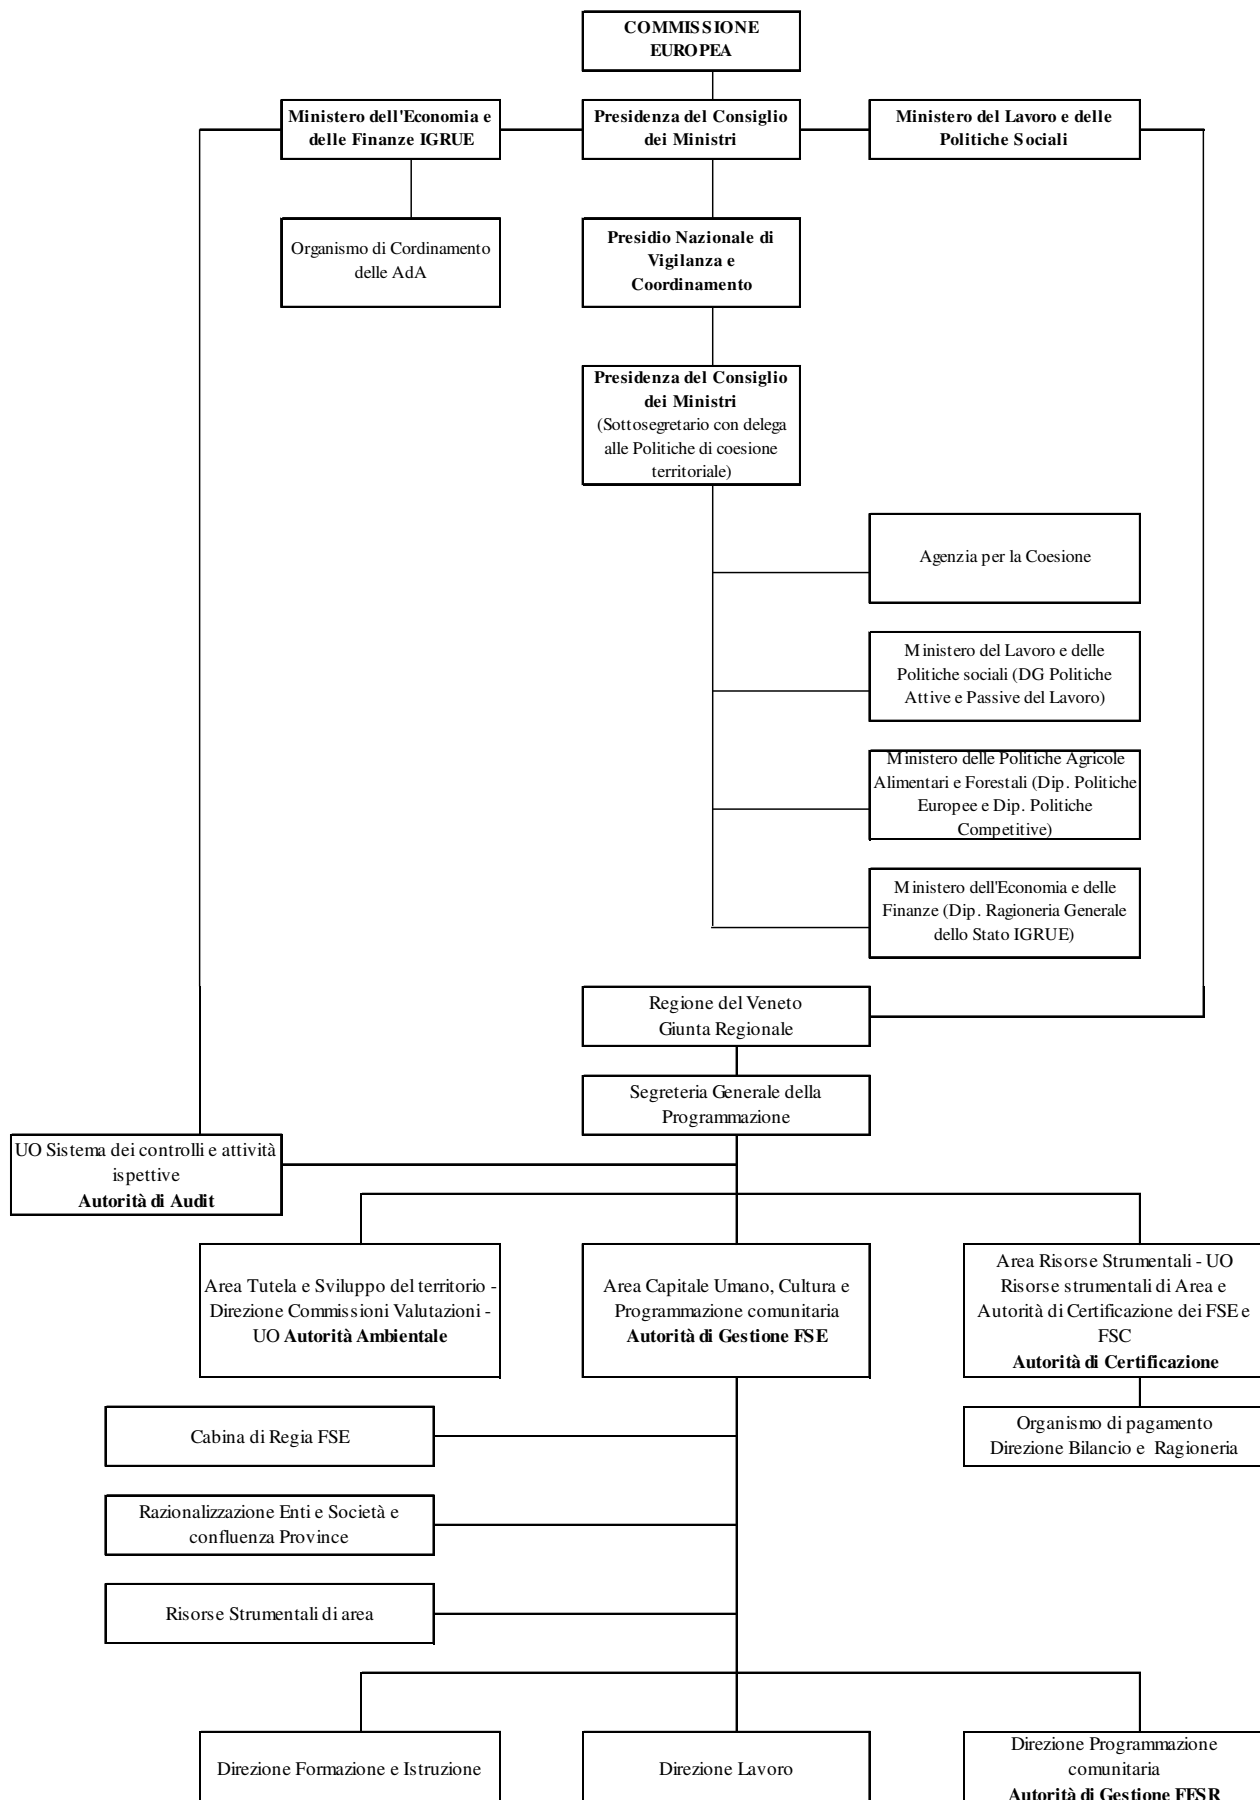 COMMISSIONE
EUROPEA
Ministero dell'Economia e
delle Finanze IGRUE
Presidenza del Consiglio
dei Ministri
Ministero del Lavoro e delle
Politiche Sociali
Organismo di Cordinamento
delle AdA
Presidio Nazionale di
Vigilanza e
Coordinamento
Presidenza del Consiglio
dei Ministri
(Sottosegretario con delega
alle Politiche di coesione
territoriale)
Agenzia per la Coesione
Ministero del Lavoro e delle
Politiche sociali (DG Politiche
Attive e Passive del Lavoro)
Ministero delle Politiche Agricole
Alimentari e Forestali (Dip. Politiche
Europee e Dip. Politiche
Competitive)
Ministero dell'Economia e delle
Finanze (Dip. Ragioneria Generale
dello Stato IGRUE)
Regione del Veneto
Giunta Regionale
Segreteria Generale della
Programmazione
UO Sistema dei controlli e attività
ispettive
Autorità di Audit
Area Tutela e Sviluppo del territorio -
Direzione Commissioni Valutazioni -
UO Autorità Ambientale
Area Capitale Umano, Cultura e
Programmazione comunitaria
Autorità di Gestione FSE
Area Risorse Strumentali - UO
Risorse strumentali di Area e
Autorità di Certificazione dei FSE e
FSC
Autorità di Certificazione
Cabina di Regia FSE
Organismo di pagamento
Direzione Bilancio e Ragioneria
Razionalizzazione Enti e Società e
confluenza Province
Risorse Strumentali di area
Direzione Formazione e Istruzione
Direzione Lavoro
Direzione Programmazione
comunitaria
Autorità di Gestione FESR